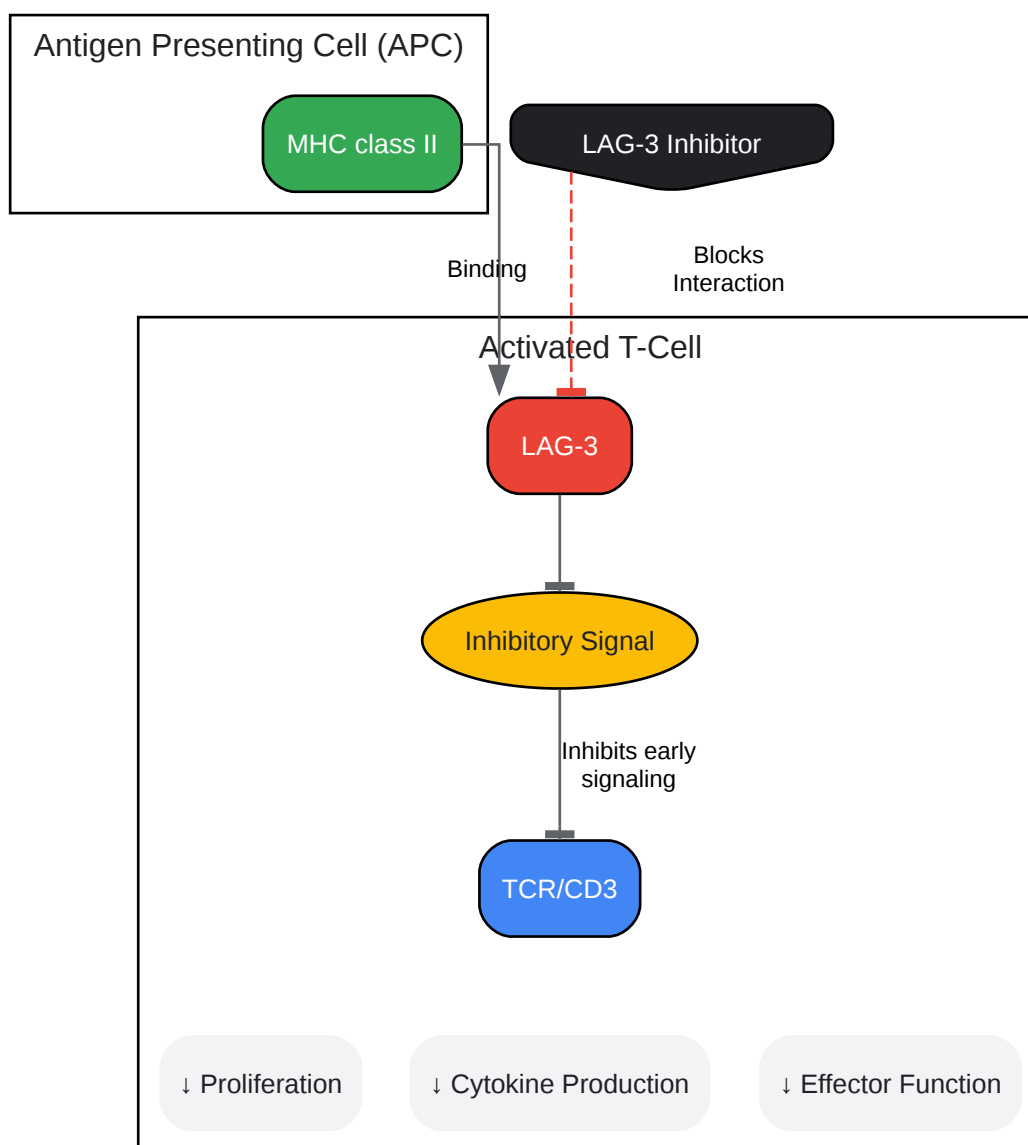 Antigen Presenting Cell (APC)
MHC class II
LAG-3 Inhibitor
Binding
Blocks
Interaction
Activated T-Cell
LAG-3
Inhibitory Signal
Inhibits early
signaling
TCR/CD3
↓ Proliferation
↓ Cytokine Production
↓ Effector Function